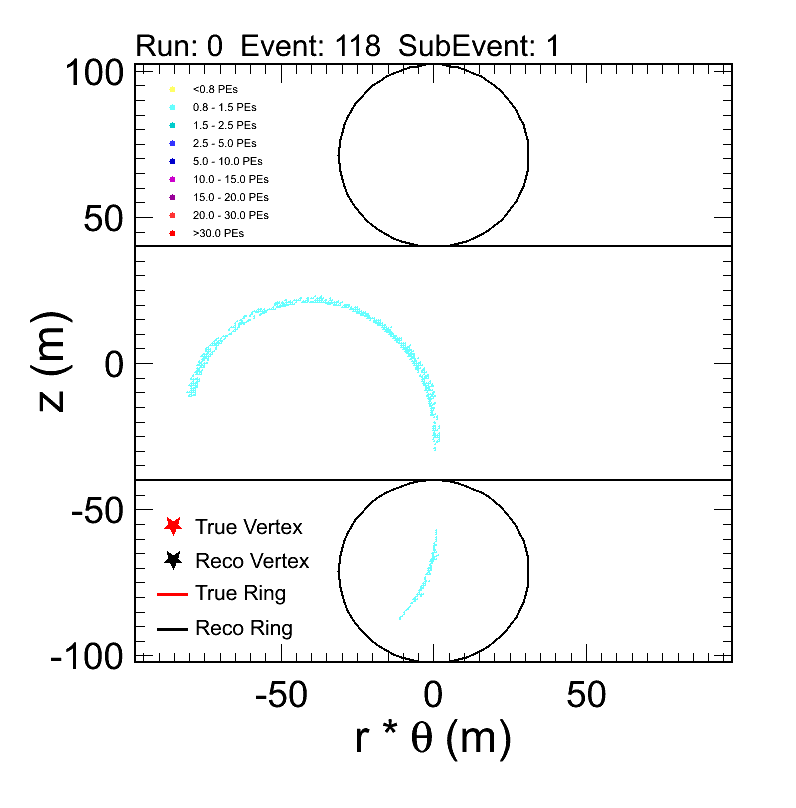 Run: 0  Event: 118  SubEvent: 1
100
<0.8 PEs
0.8 - 1.5 PEs
1.5 - 2.5 PEs
2.5 - 5.0 PEs
5.0 - 10.0 PEs
10.0 - 15.0 PEs
15.0 - 20.0 PEs
20.0 - 30.0 PEs
>30.0 PEs
50
z (m)
0
-50
True Vertex
Reco Vertex
True Ring
Reco Ring
-100
-50 0 50
r * θ (m)